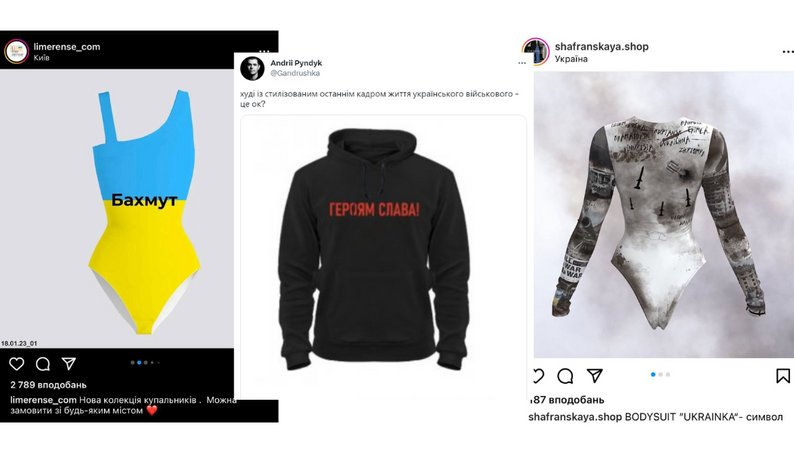 limerense_com
Київ
Бахмут
18.01.23_01
2 789 вподобань
limerense_com Нова колекція купальників . Можна
замовити зі будь-яким містом ❤️
Andrii Pyndyk
@Gandrushka
худі із стилізованим останнім кадром життя українського військового –
це ок?
ГЕРОЯМ СЛАВА!
shafranskaya.shop
Україна
187 вподобань
shafranskaya.shop BODYSUIT "UKRAINKA"- символ